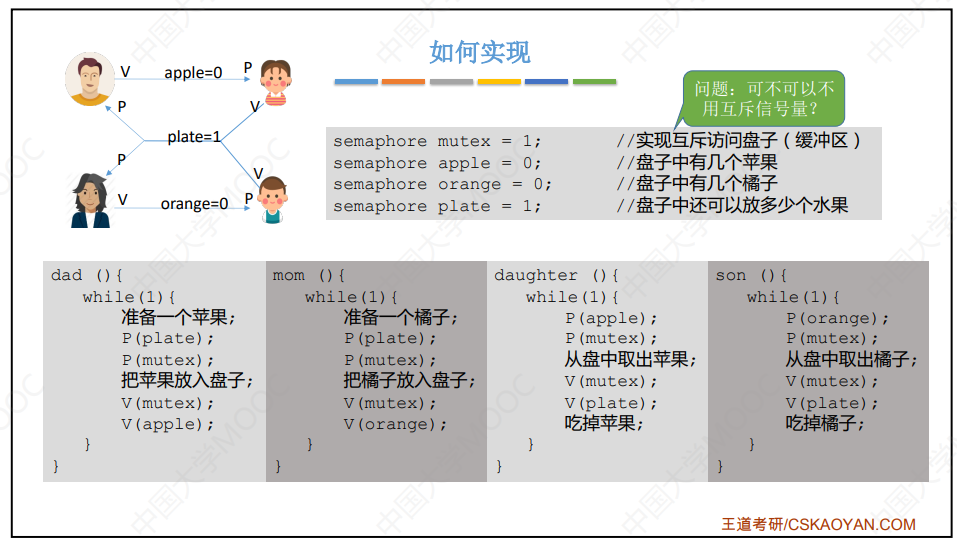 如何实现
问题：可不可以不
用互斥信号量？
V
apple=0
P
P
V
plate=1
P
V
V
orange=0
P
semaphore mutex = 1; //实现互斥访问盘子（缓冲区）
semaphore apple = 0; //盘子中有几个苹果
semaphore orange = 0; //盘子中有几个橘子
semaphore plate = 1; //盘子中还可以放多少个水果
dad (){
while(1){
准备一个苹果;
P(plate);
P(mutex);
把苹果放入盘子;
V(mutex);
V(apple);
}
}
mom (){
while(1){
准备一个橘子;
P(plate);
P(mutex);
把橘子放入盘子;
V(mutex);
V(orange);
}
}
daughter (){
while(1){
P(apple);
P(mutex);
从盘中取出苹果;
V(mutex);
V(plate);
吃掉苹果;
}
}
son (){
while(1){
P(orange);
P(mutex);
从盘中取出橘子;
V(mutex);
V(plate);
吃掉橘子;
}
}
王道考研/CSKAOYAN.COM
中国大学MOOC